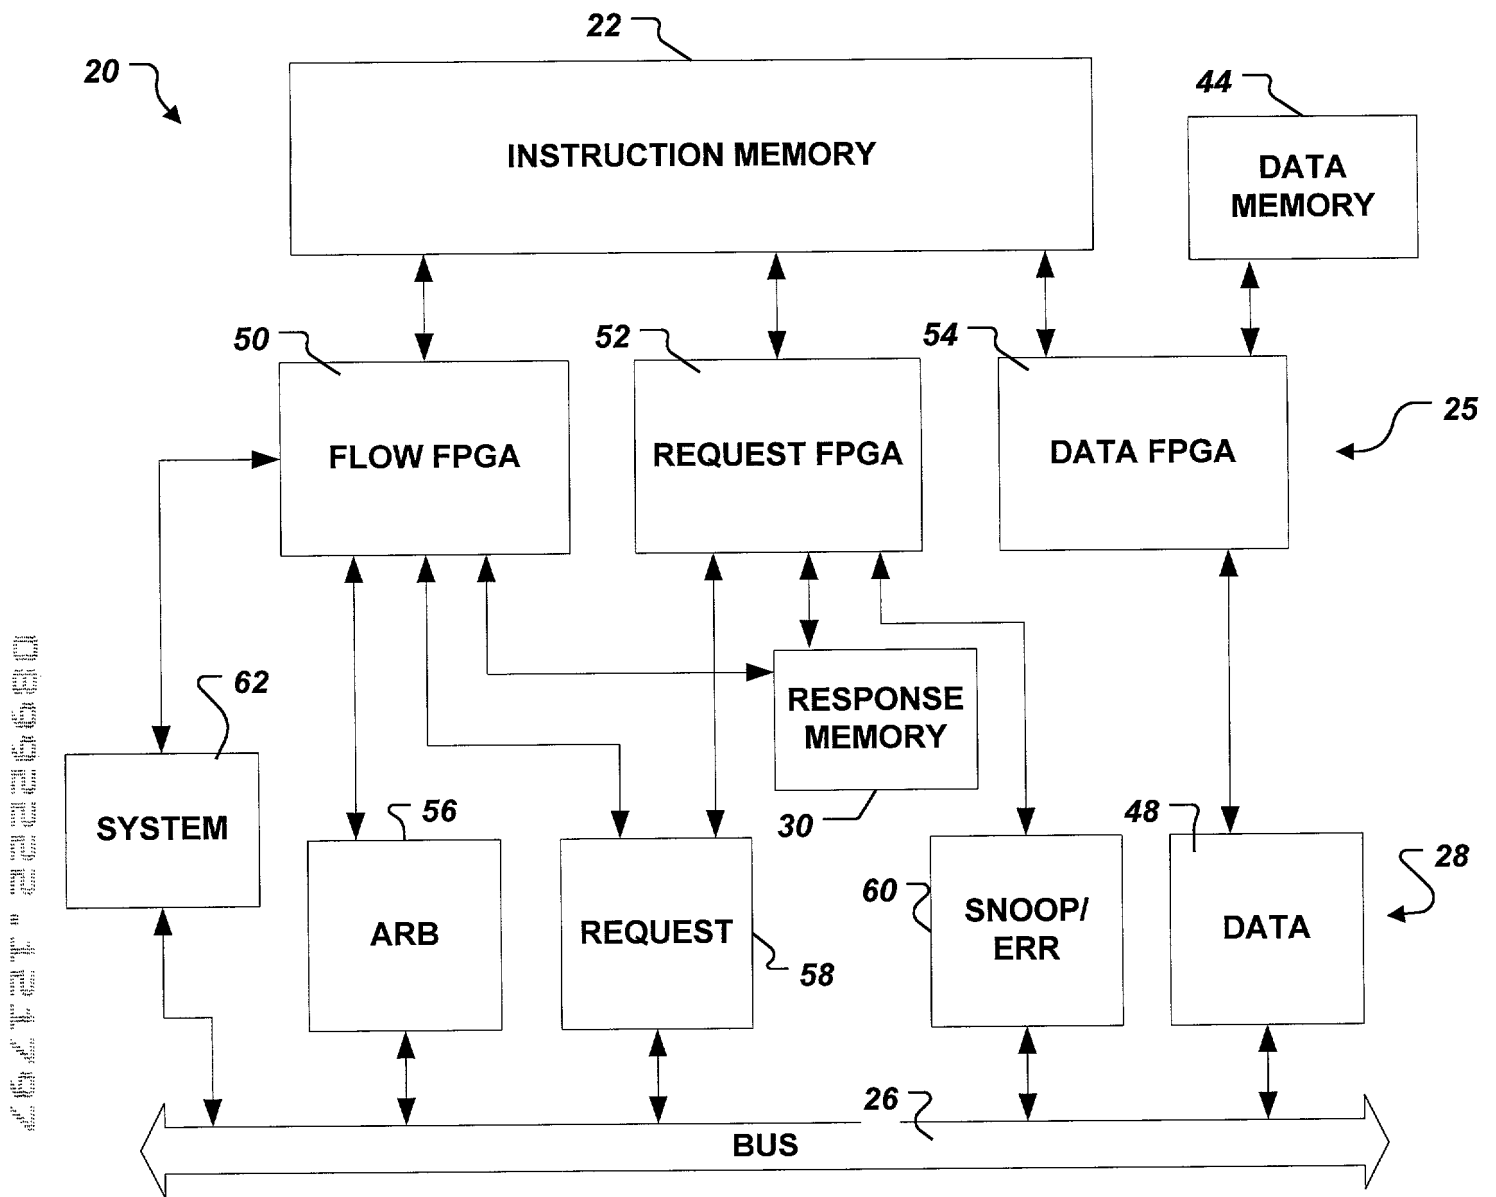 22
20
44
INSTRUCTION MEMORY
DATA
MEMORY
50
52
54
25
FLOW FPGA
REQUEST FPGA
DATA FPGA
62
RESPONSE
MEMORY
30
SYSTEM
56
48
28
60
ARB
REQUEST
58
SNOOP/
ERR
DATA
26
BUS